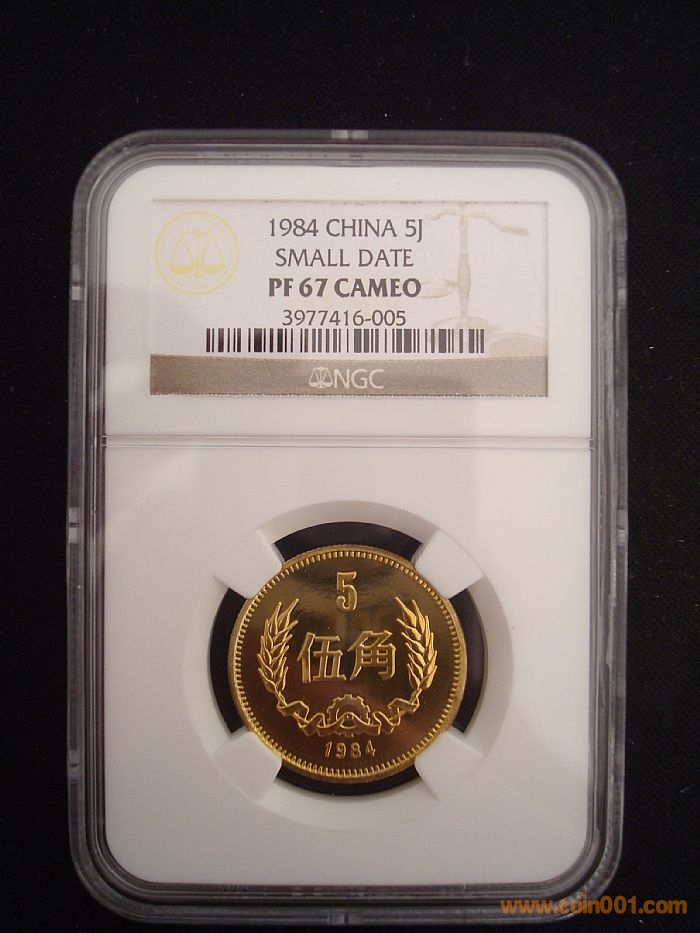 1984 CHINA 5J
SMALL DATE
PF 67 CAMEO
3977416-005
NGC
5
伍角
1984
www.coin001.com